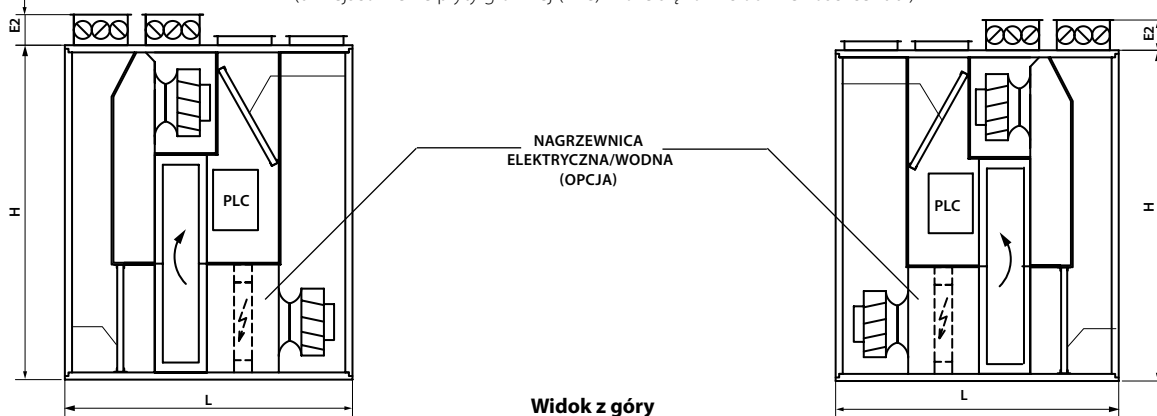 E2
E2
H
H
NAGRZEWNICA
ELEKTRYCZNA/WODNA
(OPCJA)
PLC
PLC
L
L
Widok z góry